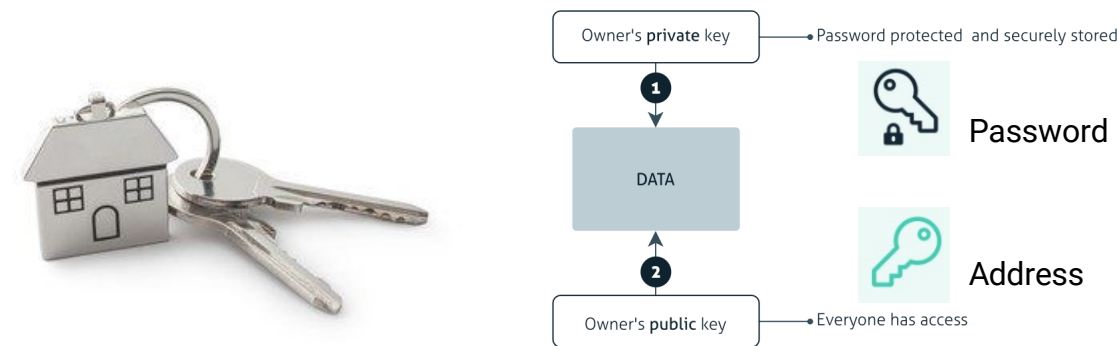 Owner's private key
Password protected and securely stored
1
Password
DATA
2
Address
Owner's public key
Everyone has access